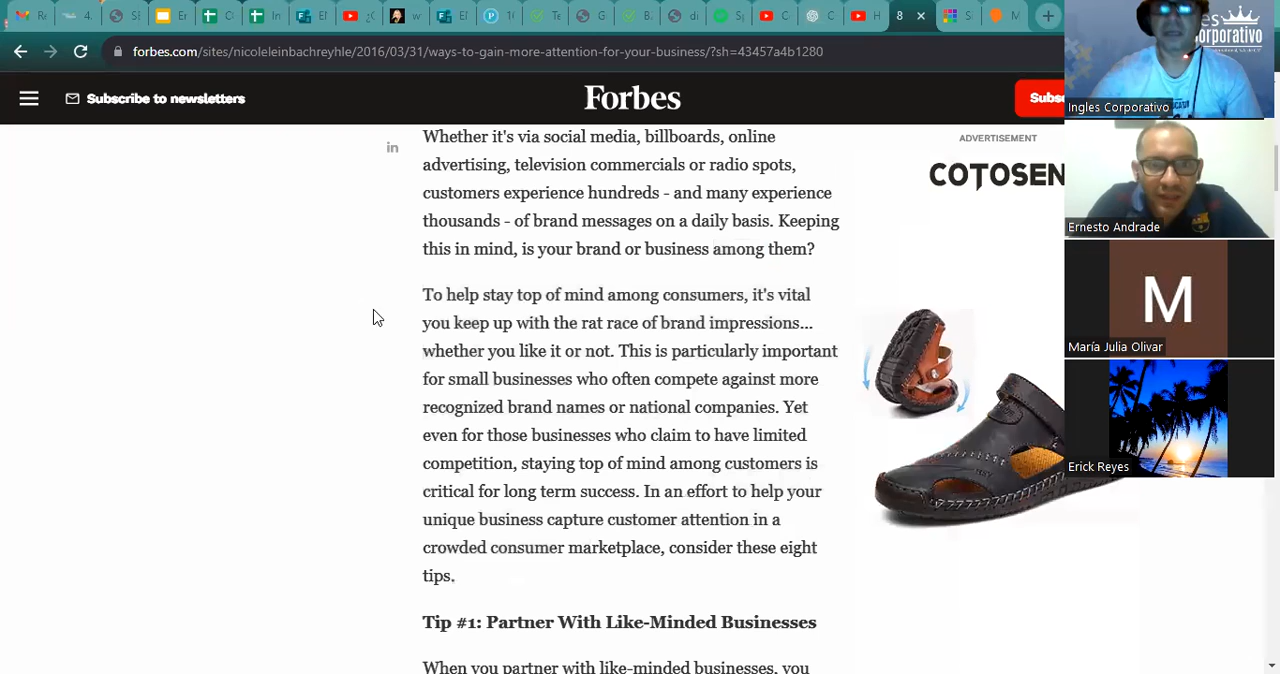 forbes.com/sites/nicoleleinbachreyhle/2016/03/31/ways-to-gain-more-attention-for-your-business/?sh=43457a4b1280
Subscribe to newsletters
Forbes
Whether it's via social media, billboards, online
advertising, television commercials or radio spots,
customers experience hundreds - and many experience
thousands - of brand messages on a daily basis. Keeping
this in mind, is your brand or business among them?
To help stay top of mind among consumers, it's vital
you keep up with the rat race of brand impressions...
whether you like it or not. This is particularly important
for small businesses who often compete against more
recognized brand names or national companies. Yet
even for those businesses who claim to have limited
competition, staying top of mind among customers is
critical for long term success. In an effort to help your
unique business capture customer attention in a
crowded consumer marketplace, consider these eight
tips.
Tip #1: Partner With Like-Minded Businesses
When you partner with like-minded businesses, you
in
ADVERTISEMENT
COTOSEN
Ingles Corporativo
Ernesto Andrade
M
María Julia Olivar
Erick Reyes